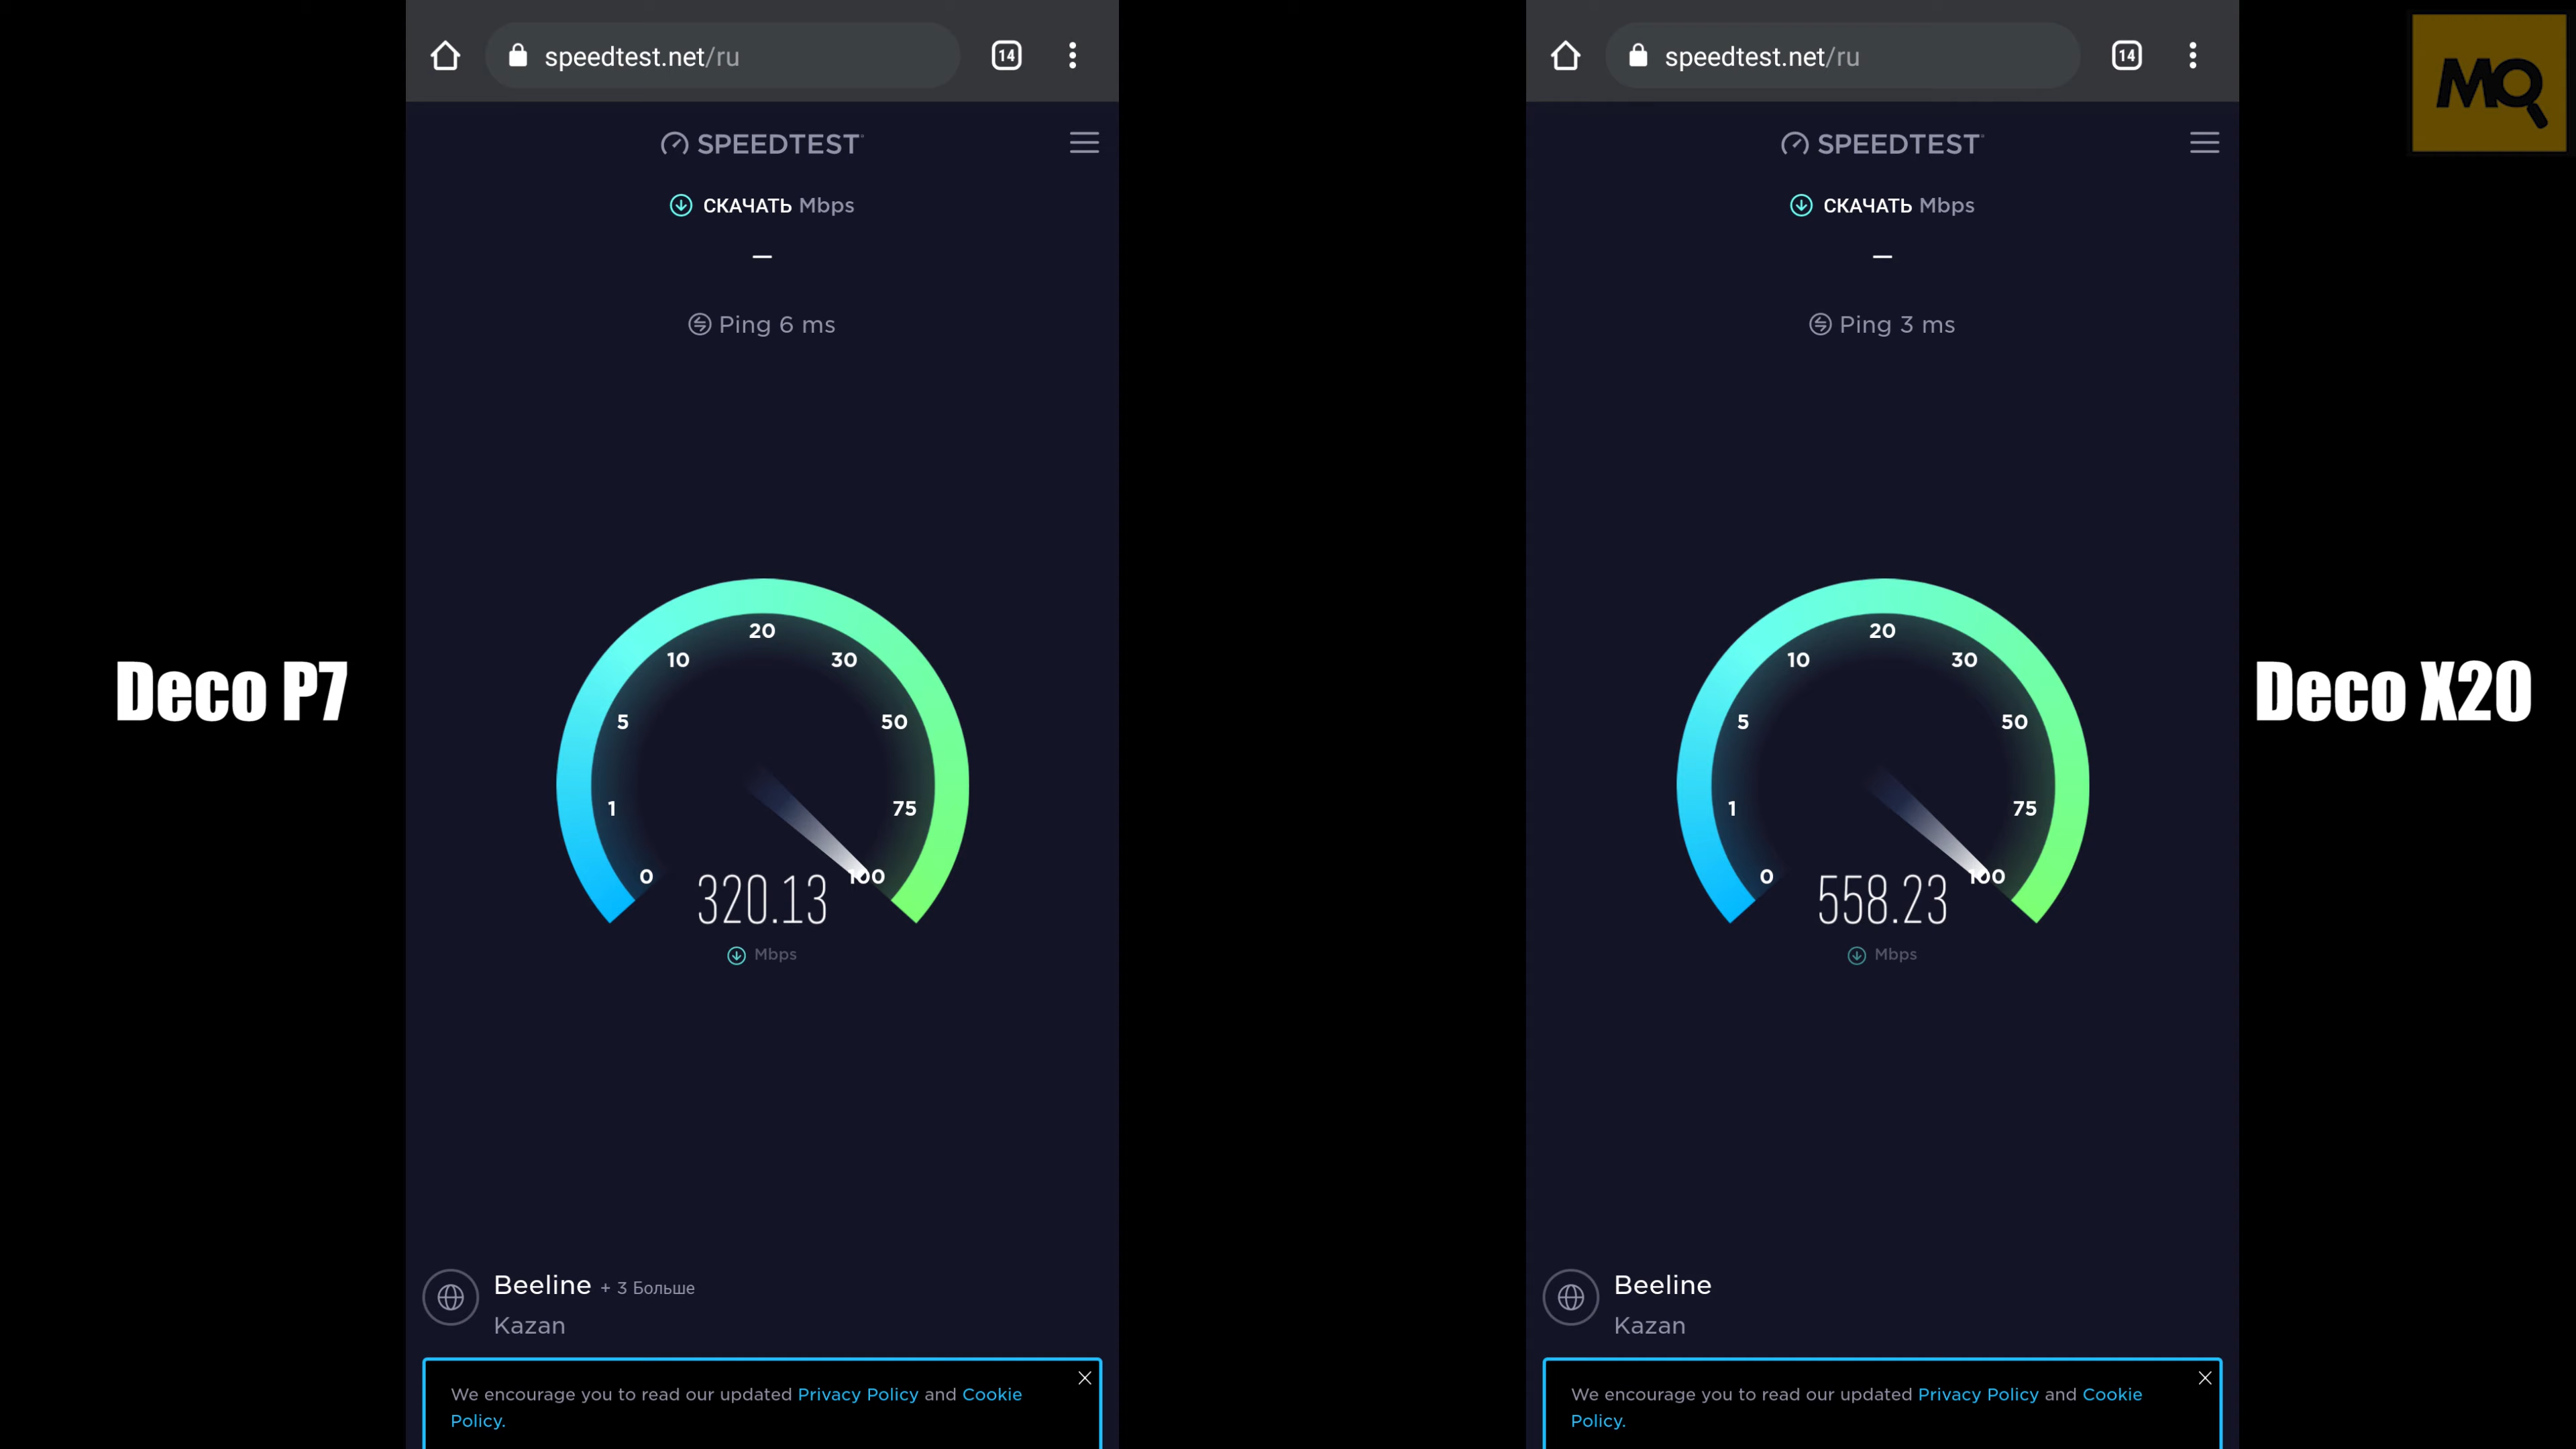 speedtest.net/ru
14
SPEEDTEST
СКАЧАТЬ Mbps
—
Ping 6 ms
0
1
5
10
20
30
50
75
100
320.13
Mbps
Beeline + 3 Больше
Kazan
We encourage you to read our updated Privacy Policy and Cookie
Policy.
Deco P7
speedtest.net/ru
14
SPEEDTEST
СКАЧАТЬ Mbps
—
Ping 3 ms
0
1
5
10
20
30
50
75
100
558.23
Mbps
Beeline
Kazan
We encourage you to read our updated Privacy Policy and Cookie
Policy.
Deco X20
MQ